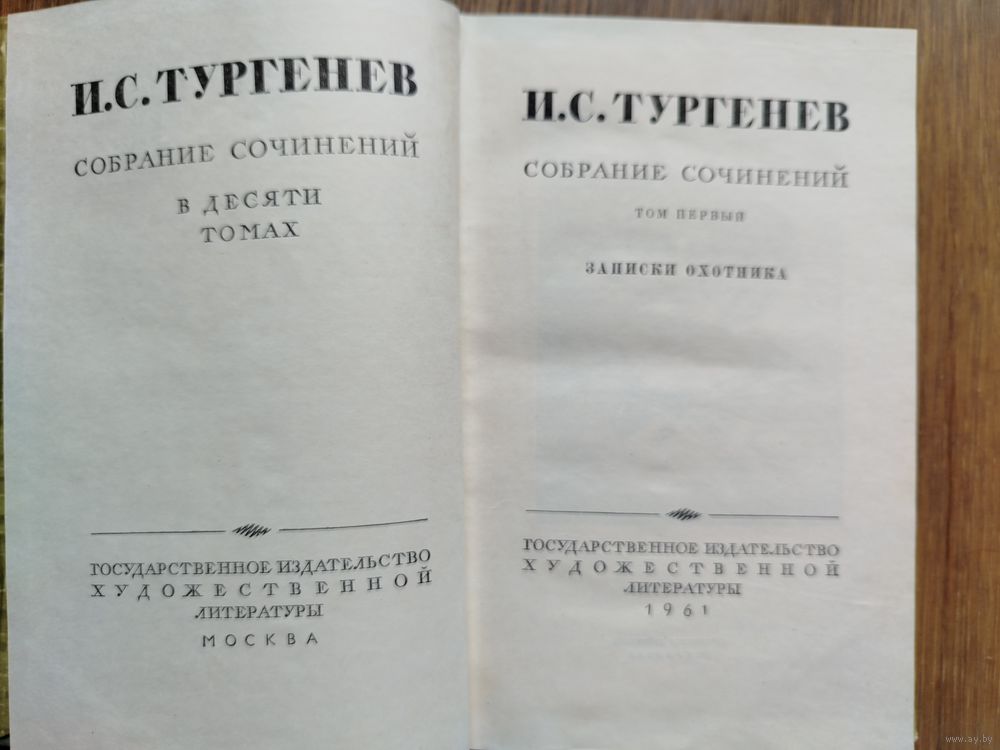 И.С.ТУРГЕНЕВ
СОБРАНИЕ СОЧИНЕНИЙ
В ДЕСЯТИ
ТОМАХ
ГОСУДАРСТВЕННОЕ ИЗДАТЕЛЬСТВО
ХУДОЖЕСТВЕННОЙ
ЛИТЕРАТУРЫ
МОСКВА
И.С.ТУРГЕНЕВ
СОБРАНИЕ СОЧИНЕНИЙ
ТОМ ПЕРВЫЙ
ЗАПИСКИ ОХОТНИКА
ГОСУДАРСТВЕННОЕ ИЗДАТЕЛЬСТВО
ХУДОЖЕСТВЕННОЙ
ЛИТЕРАТУРЫ
1961
www.ay.by